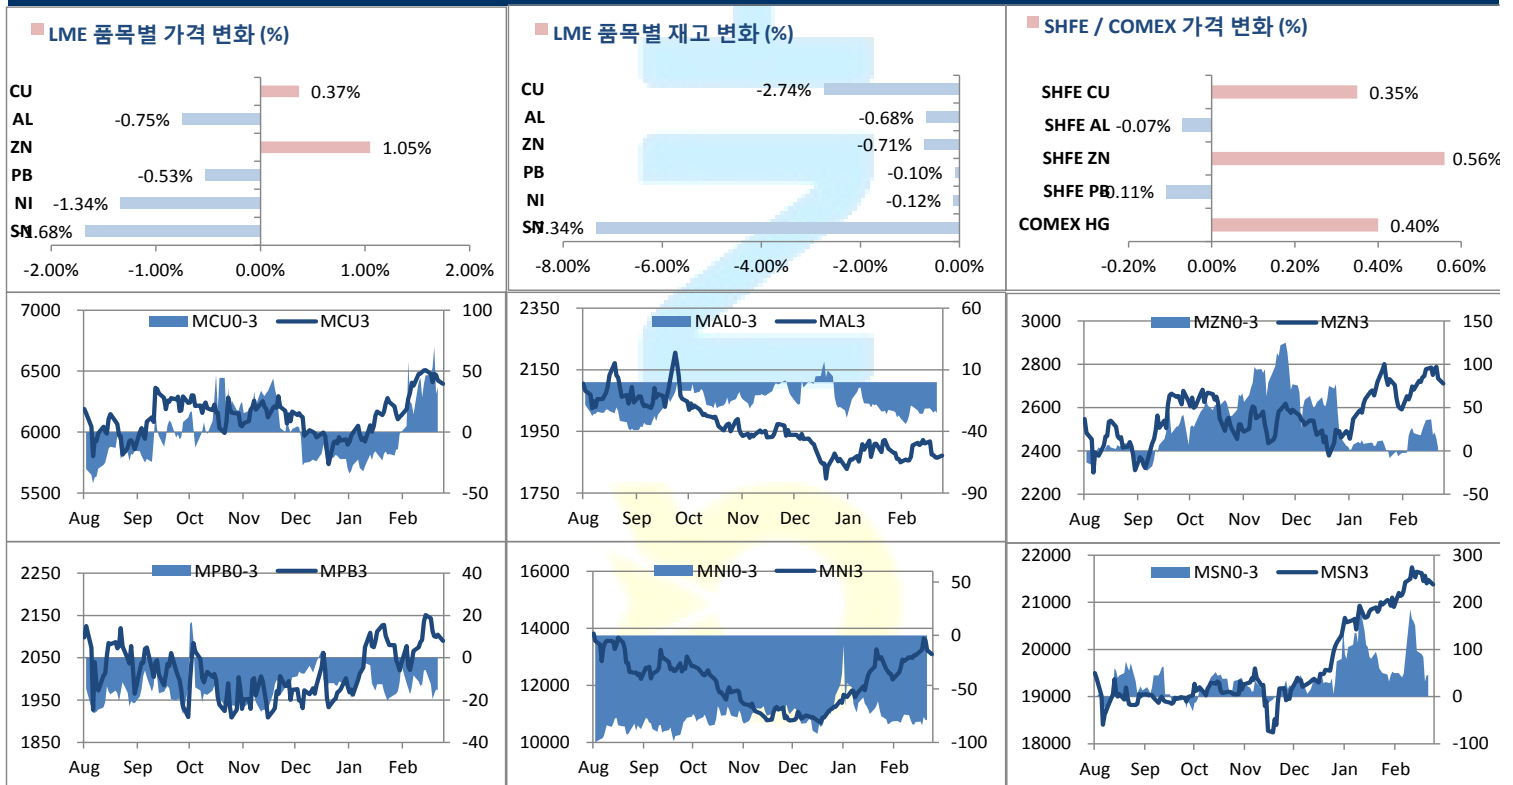 LME 품목별 가격 변화 (%)
CU 0.37%
AL -0.75%
ZN 1.05%
PB -0.53%
NI -1.34%
SN -1.68%
-2.00% -1.00% 0.00% 1.00% 2.00%
LME 품목별 재고 변화 (%)
CU -2.74%
AL -0.68%
ZN -0.71%
PB -0.10%
NI -0.12%
SN -7.34%
-8.00% -6.00% -4.00% -2.00% 0.00%
SHFE / COMEX 가격 변화 (%)
SHFE CU 0.35%
SHFE AL -0.07%
SHFE ZN 0.56%
SHFE PB -0.11%
COMEX HG 0.40%
-0.20% 0.00% 0.20% 0.40% 0.60%
MCU0-3 MCU3
7000 100
6500 50
6000 0
5500 -50
Aug Sep Oct Nov Dec Jan Feb
MAL0-3 MAL3
2350 60
2150 10
1950 -40
1750 -90
Aug Sep Oct Nov Dec Jan Feb
MZN0-3 MZN3
3000 150
2800 100
2600 50
2400 0
2200 -50
Aug Sep Oct Nov Dec Jan Feb
MPB0-3 MPB3
2250 40
2150 20
2050 0
1950 -20
1850 -40
Aug Sep Oct Nov Dec Jan Feb
MNI0-3 MNI3
16000 50
14000 0
12000 -50
10000 -100
Aug Sep Oct Nov Dec Jan Feb
MSN0-3 MSN3
22000 300
21000 200
20000 100
19000 0
18000 -100
Aug Sep Oct Nov Dec Jan Feb